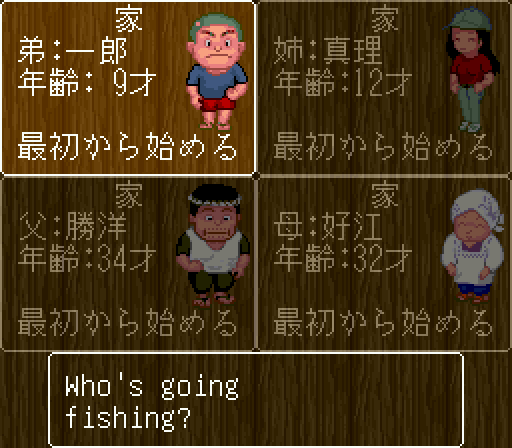 家
弟:一郎
年齢: 9才
最初から始める
家
姉:真理
年齢:12才
最初から始める
家
父:勝洋
年齢:34才
最初から始める
家
母:好江
年齢:32才
最初から始める
Who's going
fishing?